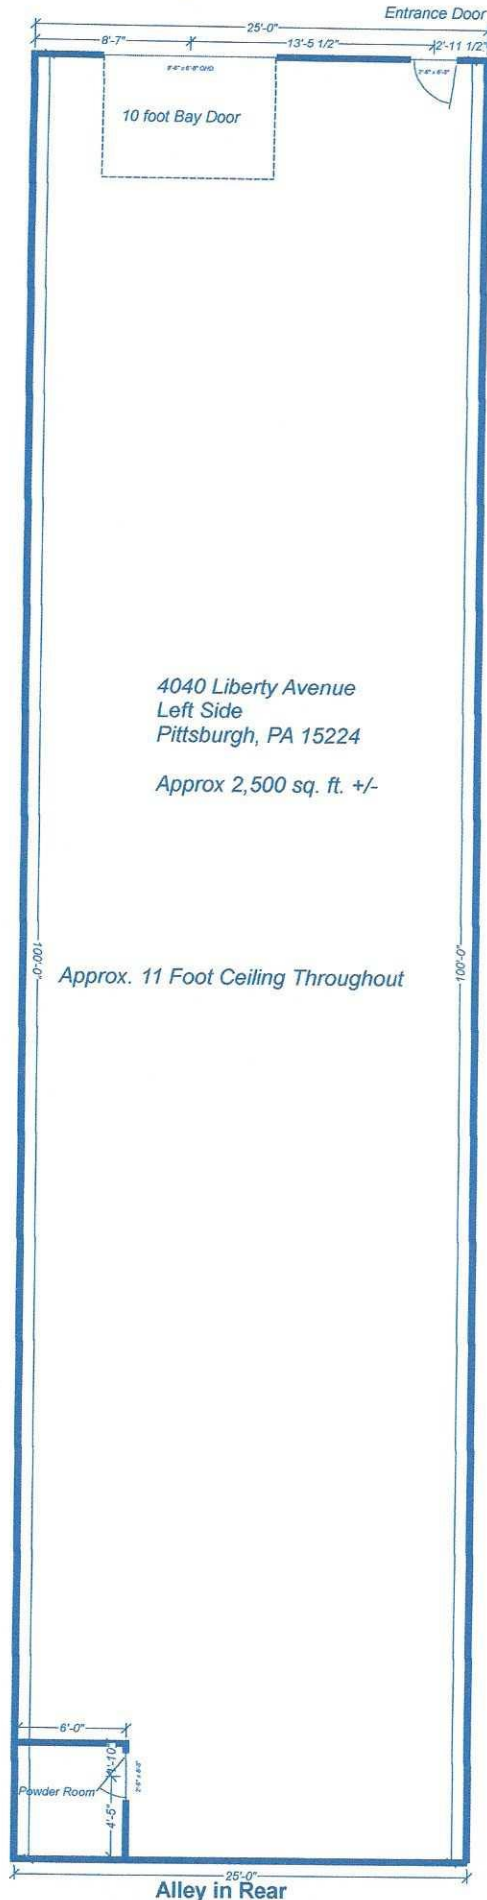 Entrance Door
25'-0"
8'-7"
13'-5 1/2"
2'-11 1/2"
10 foot Bay Door
4040 Liberty Avenue
Left Side
Pittsburgh, PA 15224
Approx 2,500 sq. ft. +/-
100'-0"
100'-0"
Approx. 11 Foot Ceiling Throughout
6'-0"
1'-10"
Powder Room
4'-5"
25'-0"
Alley in Rear